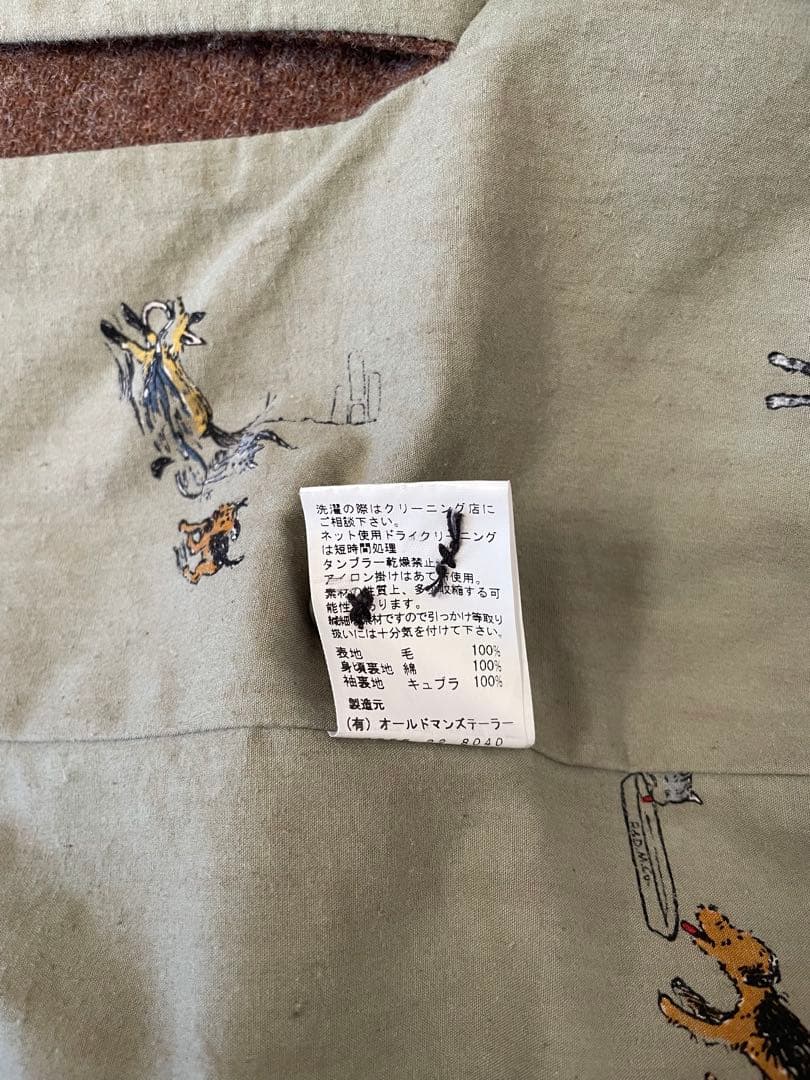 洗濯の際はクリーニング店に
ご相談下さい。
ネット使用ドライクリーニング
は短時間処理
タンブラー乾燥禁止
アイロン掛けはあて 使用。
素材の性質上、多少収縮する可
能性 あります。
繊細 素材ですので引っかけ等取り
扱いには十分気を付けて下さい。
表地 毛 100%
身頃裏地 綿 100%
袖裏地 キュプラ 100%
製造元
(有)オールドマンズテーラー
8040
R&D.M.Co-